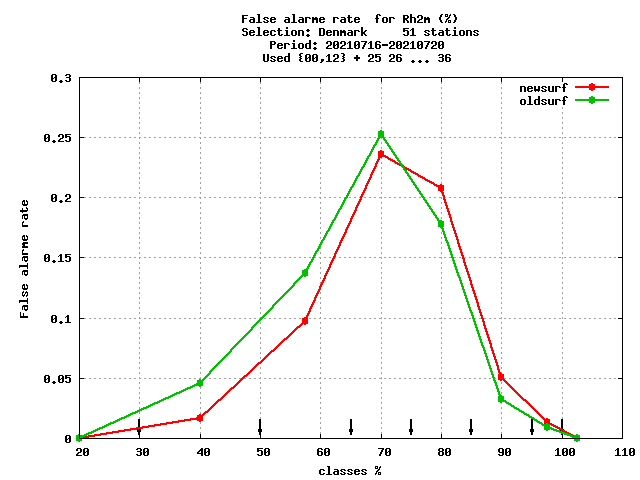 False alarme rate  for Rh2m (%)
Selection: Denmark     51 stations
Period: 20210716-20210720
Used {00,12} + 25 26 ... 36
newsurf
oldsurf
0.3
0.25
0.2
0.15
0.1
0.05
0
False alarme rate
20 30 40 50 60 70 80 90 100 110
classes %